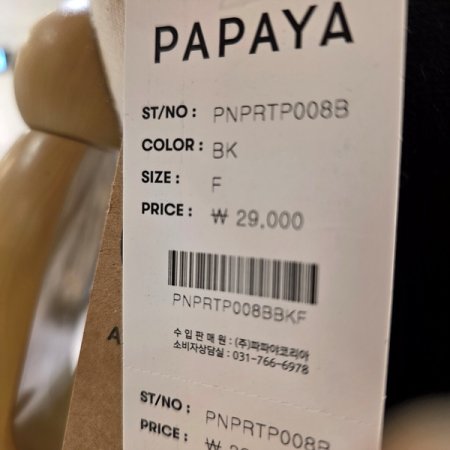 PAPAYA
ST/NO : PNPRTP008B
COLOR : BK
SIZE : F
PRICE : ₩ 29,000
PNPRTP008BBKF
수 입 판 매 원 : (주)파파야코리아
소비자상담실 : 031-766-6978
ST/NO : PNPRTP008B
PRICE : ₩